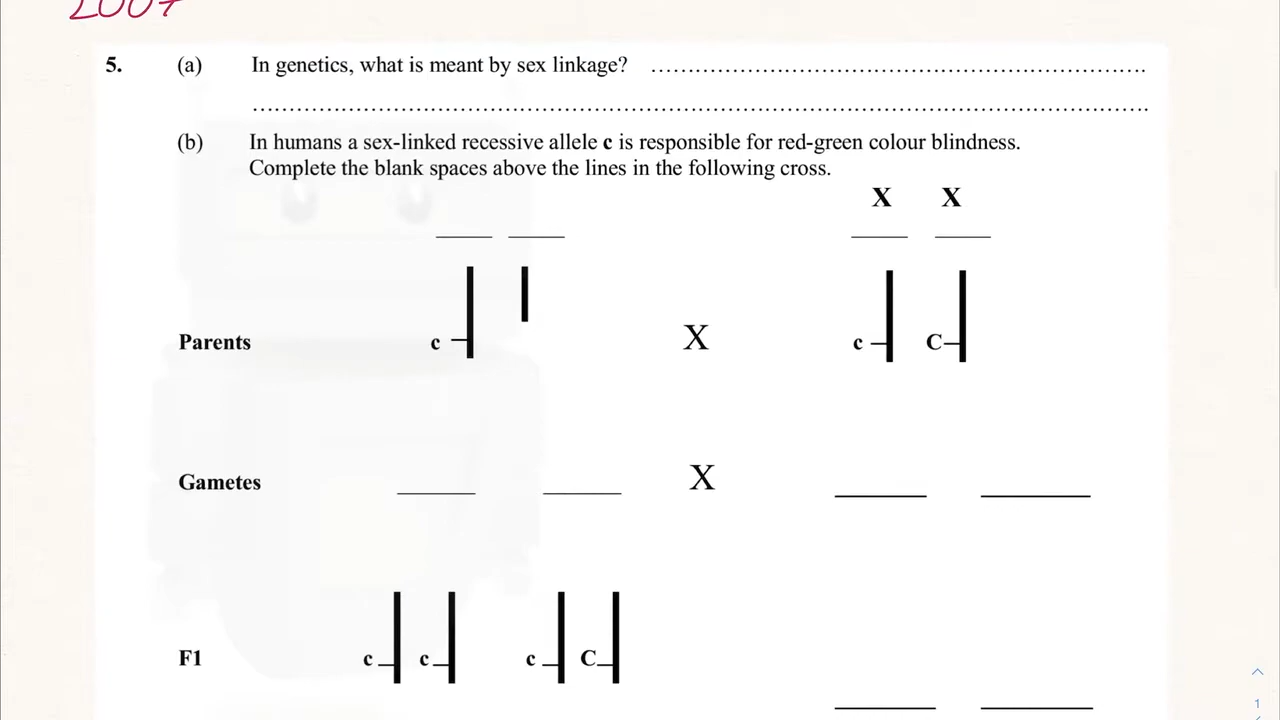 2007
5. (a) In genetics, what is meant by sex linkage? ............................................................
............................................................
(b) In humans a sex-linked recessive allele c is responsible for red-green colour blindness.
Complete the blank spaces above the lines in the following cross.
X X
Parents c X c C
Gametes X
F1 c c c C
1